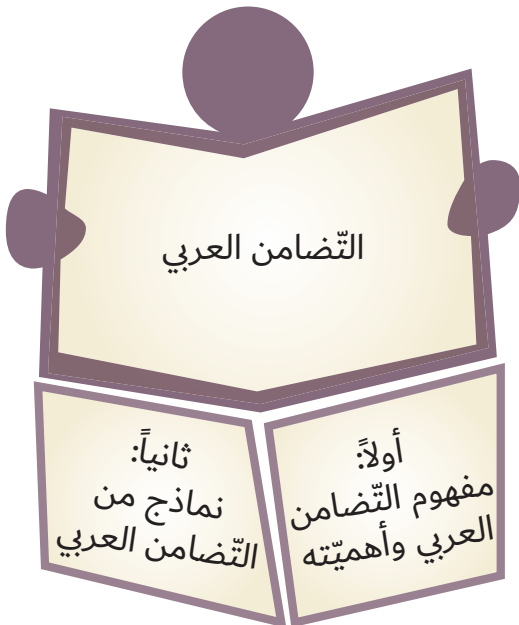 التّضامن العربي
أولاً:
مفهوم التّضامن
العربي وأهميّته
ثانياً:
نماذج من
التّضامن العربي